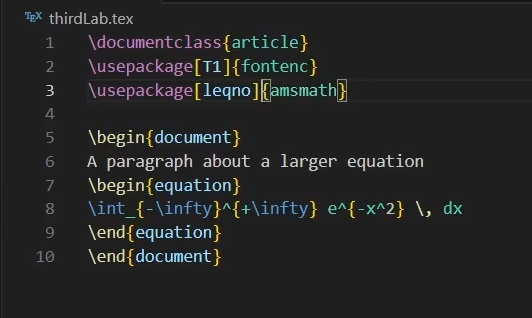 TEX thirdLab.tex
1 \documentclass{article}
2 \usepackage[T1]{fontenc}
3 \usepackage[leqno]{amsmath}
4
5 \begin{document}
6 A paragraph about a larger equation
7 \begin{equation}
8 \int_{-\infty}^{+\infty} e^{-x^2} \, dx
9 \end{equation}
10 \end{document}